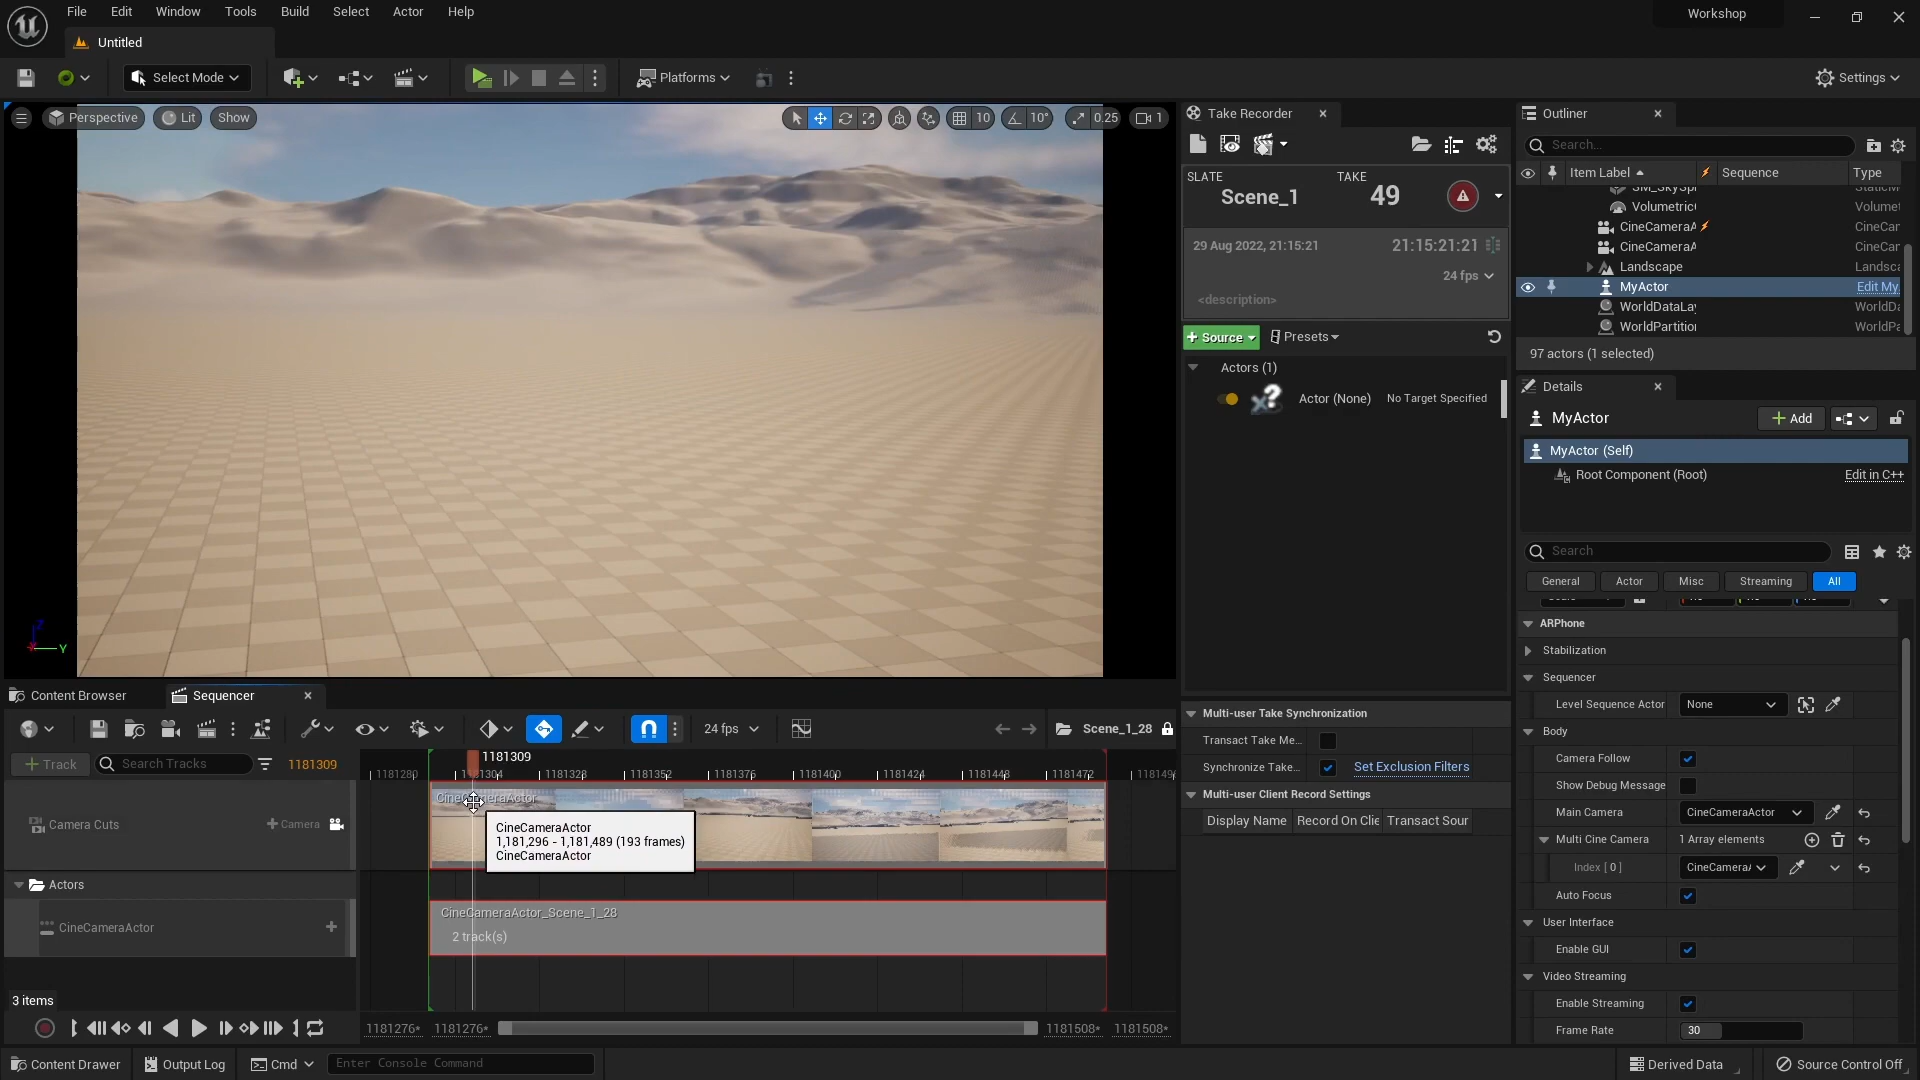 File Edit Window Tools Build Select Actor Help
Workshop
Untitled
Select Mode
Platforms
Settings
Perspective Lit Show
10 10° 0.25 1
Take Recorder
SLATE TAKE
Scene_1 49
29 Aug 2022, 21:15:21 21:15:21:21
24 fps
<description>
+ Source Presets
Actors (1)
Actor (None) No Target Specified
Multi-user Take Synchronization
Transact Take Me...
Synchronize Take... Set Exclusion Filters
Multi-user Client Record Settings
Display Name Record On Clie Transact Sour
Outliner
Search...
Item Label Sequence Type
SM_SkySp
Volumetric Volumet
CineCameraA CineCar
CineCameraA CineCar
Landscape Landsca
MyActor Edit My
WorldDataLay WorldDa
WorldPartition WorldPa
97 actors (1 selected)
Details
MyActor
Add
MyActor (Self)
Root Component (Root) Edit in C++
Search
General Actor Misc Streaming All
ARPhone
Stabilization
Sequencer
Level Sequence Actor None
Body
Camera Follow
Show Debug Message
Main Camera CineCameraActor
Multi Cine Camera 1 Array elements
Index [ 0 ] CineCamera
Auto Focus
User Interface
Enable GUI
Video Streaming
Enable Streaming
Frame Rate 30
Content Browser Sequencer
24 fps Scene_1_28
+ Track Search Tracks 1181309
1181309
1181280 1181304 1181328 1181352 1181376 1181400 1181424 1181448 1181472
Camera Cuts + Camera
CineCameraActor
CineCameraActor
1,181,296 - 1,181,489 (193 frames)
CineCameraActor
Actors
CineCameraActor
CineCameraActor_Scene_1_28
2 track(s)
3 items
1181276* 1181276* 1181508* 1181508*
Content Drawer Output Log Cmd Enter Console Command Derived Data Source Control Off